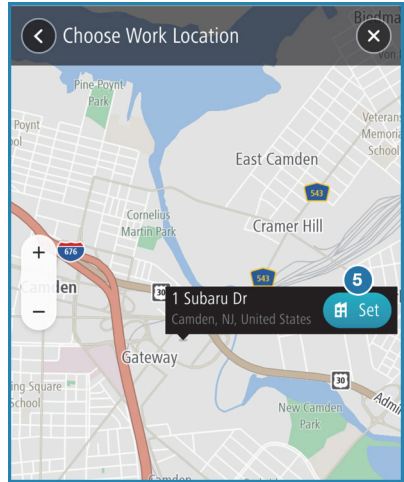 Choose Work Location
Biedma
von
Pine-Poynt
Park
Poynt
ool
Veterans
Memoria
School
East Camden
543
Cornelius
Martin Park
Cramer Hill
+
676
543
5
den
30
1 Subaru Dr
Set
Camden, NJ, United States
−
Gateway
30
ing Square
School
Admi
New Camden
Park
Camden